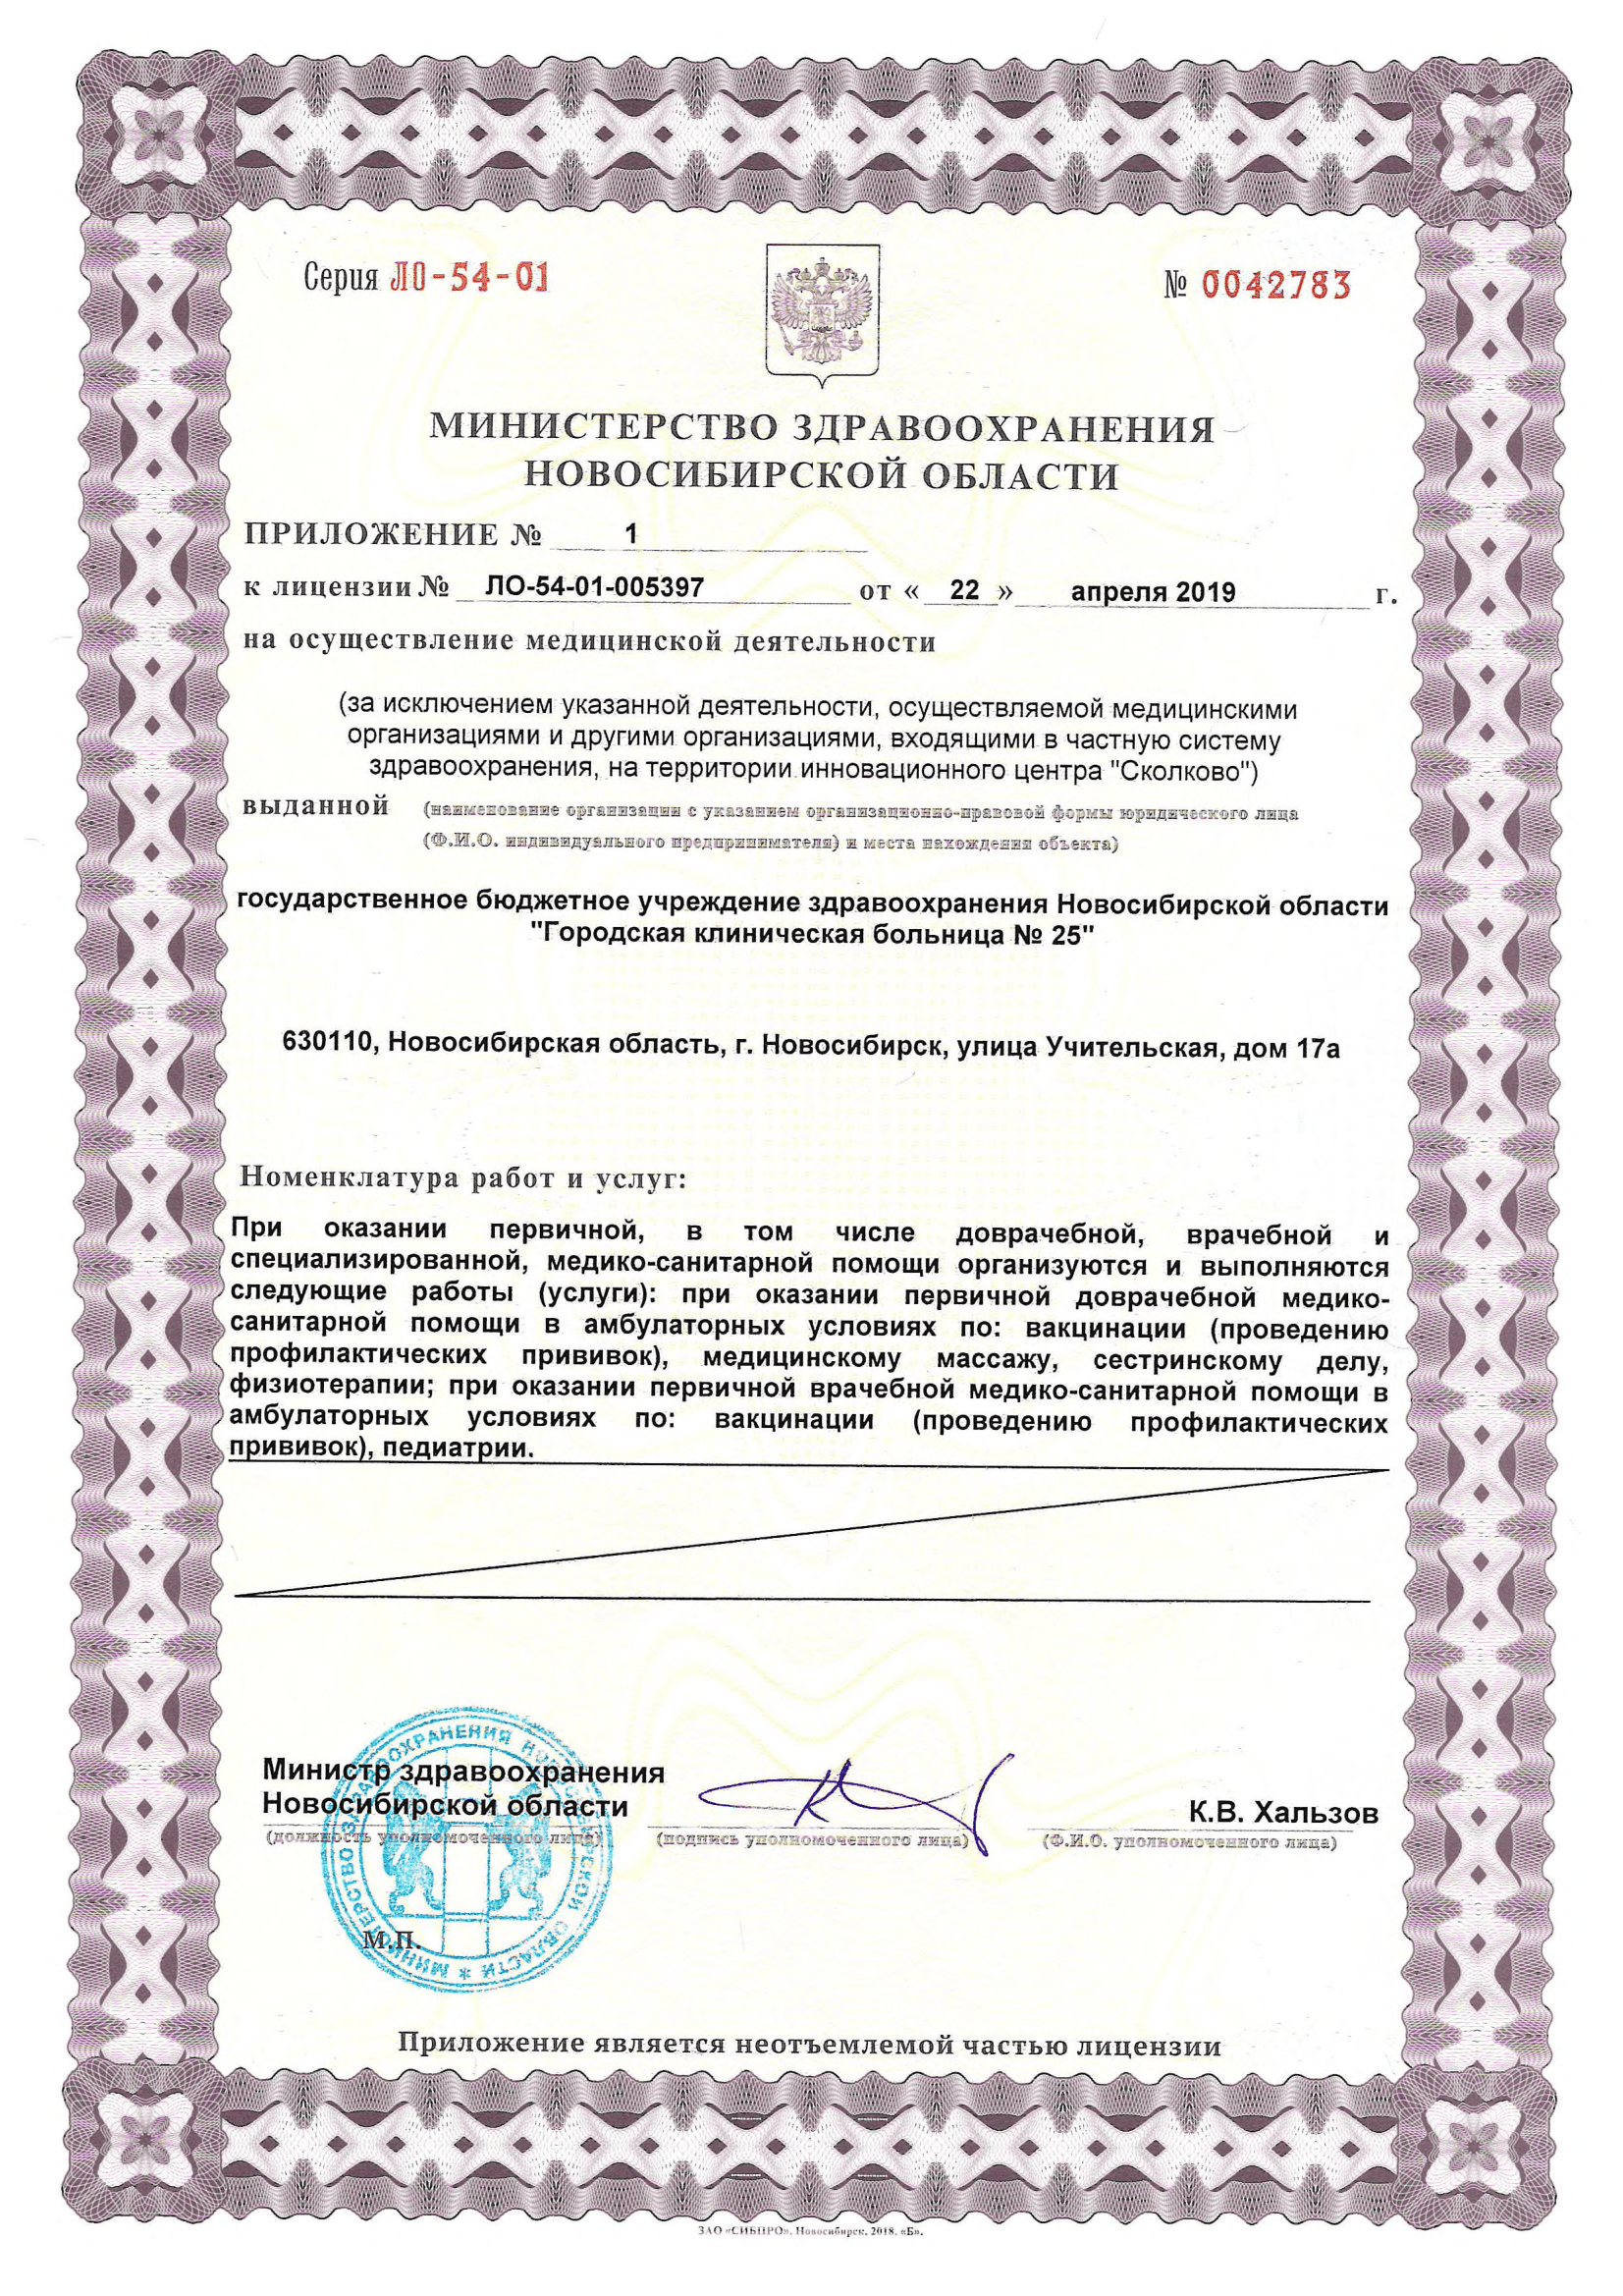 Серия ЛО-54-01
№ 0042783
МИНИСТЕРСТВО ЗДРАВООХРАНЕНИЯ
НОВОСИБИРСКОЙ ОБЛАСТИ
ПРИЛОЖЕНИЕ № 1
к лицензии № ЛО-54-01-005397 от « 22 » апреля 2019 г.
на осуществление медицинской деятельности
(за исключением указанной деятельности, осуществляемой медицинскими
организациями и другими организациями, входящими в частную систему
здравоохранения, на территории инновационного центра "Сколково")
выданной (наименование организации с указанием организационно-правовой формы юридического лица
(Ф.И.О. индивидуального предпринимателя) и места нахождения объекта)
государственное бюджетное учреждение здравоохранения Новосибирской области
"Городская клиническая больница № 25"
630110, Новосибирская область, г. Новосибирск, улица Учительская, дом 17а
Номенклатура работ и услуг:
При оказании первичной, в том числе доврачебной, врачебной и
специализированной, медико-санитарной помощи организуются и выполняются
следующие работы (услуги): при оказании первичной доврачебной медико-
санитарной помощи в амбулаторных условиях по: вакцинации (проведению
профилактических прививок), медицинскому массажу, сестринскому делу,
физиотерапии; при оказании первичной врачебной медико-санитарной помощи в
амбулаторных условиях по: вакцинации (проведению профилактических
прививок), педиатрии.
Министр здравоохранения
Новосибирской области
К.В. Хальзов
(должность уполномоченного лица)
(подпись уполномоченного лица)
(Ф.И.О. уполномоченного лица)
МИНИСТЕРСТВО ЗДРАВООХРАНЕНИЯ НОВОСИБИРСКОЙ ОБЛАСТИ *
М.П.
Приложение является неотъемлемой частью лицензии
ЗАО «СИБПРО», Новосибирск, 2018, «Б».